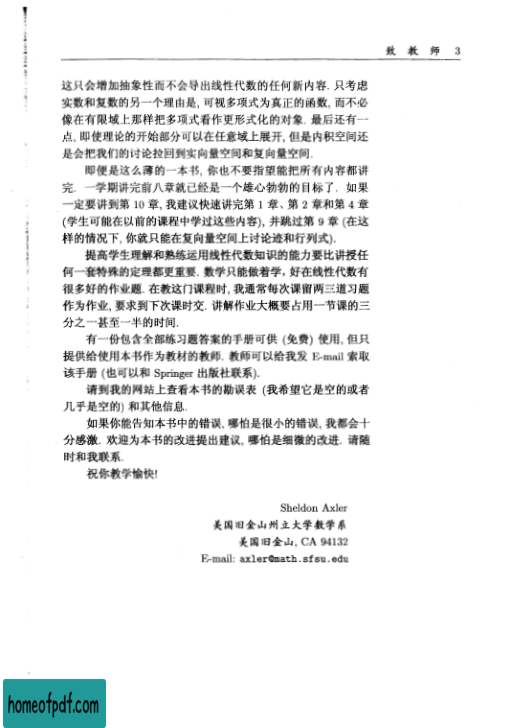 致 教 师 3
这只会增加抽象性而不会导出线性代数的任何新内容. 只考虑
实数和复数的另一个理由是, 可视多项式为真正的函数, 而不必
像在有限域上那样把多项式看作更形式化的对象. 最后还有一
点, 即使理论的开始部分可以在任意域上展开, 但是内积空间还
是会把我们的讨论拉回到实向量空间和复向量空间.
即便是这么薄的一本书, 你也不要指望能把所有内容都讲
完. 一学期讲完前八章就已经是一个雄心勃勃的目标了. 如果
一定要讲到第 10 章, 我建议快速讲完第 1 章、第 2 章和第 4 章
(学生可能在以前的课程中学过这些内容), 并跳过第 9 章 (在这
样的情况下, 你就只能在复向量空间上讨论迹和行列式).
提高学生理解和熟练运用线性代数知识的能力要比讲授任
何一套特殊的定理都更重要. 数学只能做着学, 好在线性代数有
很多好的作业题. 在教这门课程时, 我通常每次课留两三道习题
作为作业, 要求到下次课时交. 讲解作业大概要占用一节课的三
分之一甚至一半的时间.
有一份包含全部练习题答案的手册可供 (免费) 使用, 但只
提供给使用本书作为教材的教师. 教师可以给我发 E-mail 索取
该手册 (也可以和 Springer 出版社联系).
请到我的网站上查看本书的勘误表 (我希望它是空的或者
几乎是空的) 和其他信息.
如果你能告知本书中的错误, 哪怕是很小的错误, 我都会十
分感激. 欢迎为本书的改进提出建议, 哪怕是细微的改进. 请随
时和我联系.
祝你教学愉快!
Sheldon Axler
美国旧金山州立大学数学系
美国旧金山, CA 94132
E-mail: axler@math.sfsu.edu
homeofpdf.com